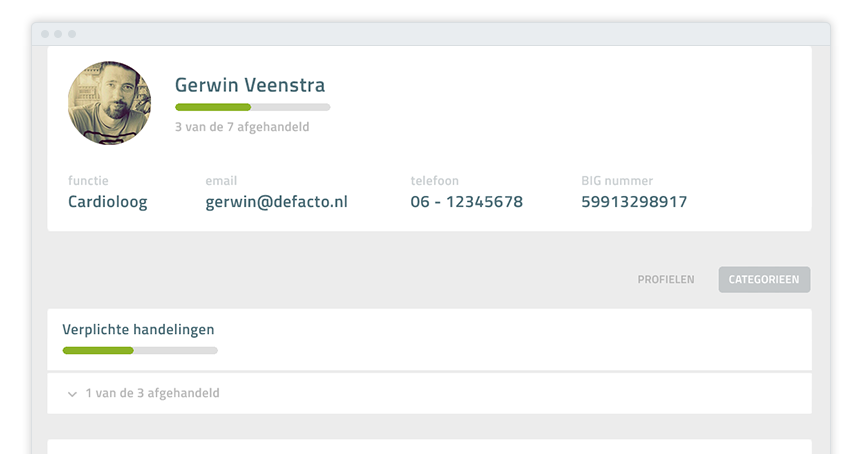 Gerwin Veenstra
3 van de 7 afgehandeld
functie email telefoon BIG nummer
Cardioloog gerwin@defacto.nl 06 - 12345678 59913298917
PROFIELEN CATEGORIEEN
Verplichte handelingen
1 van de 3 afgehandeld